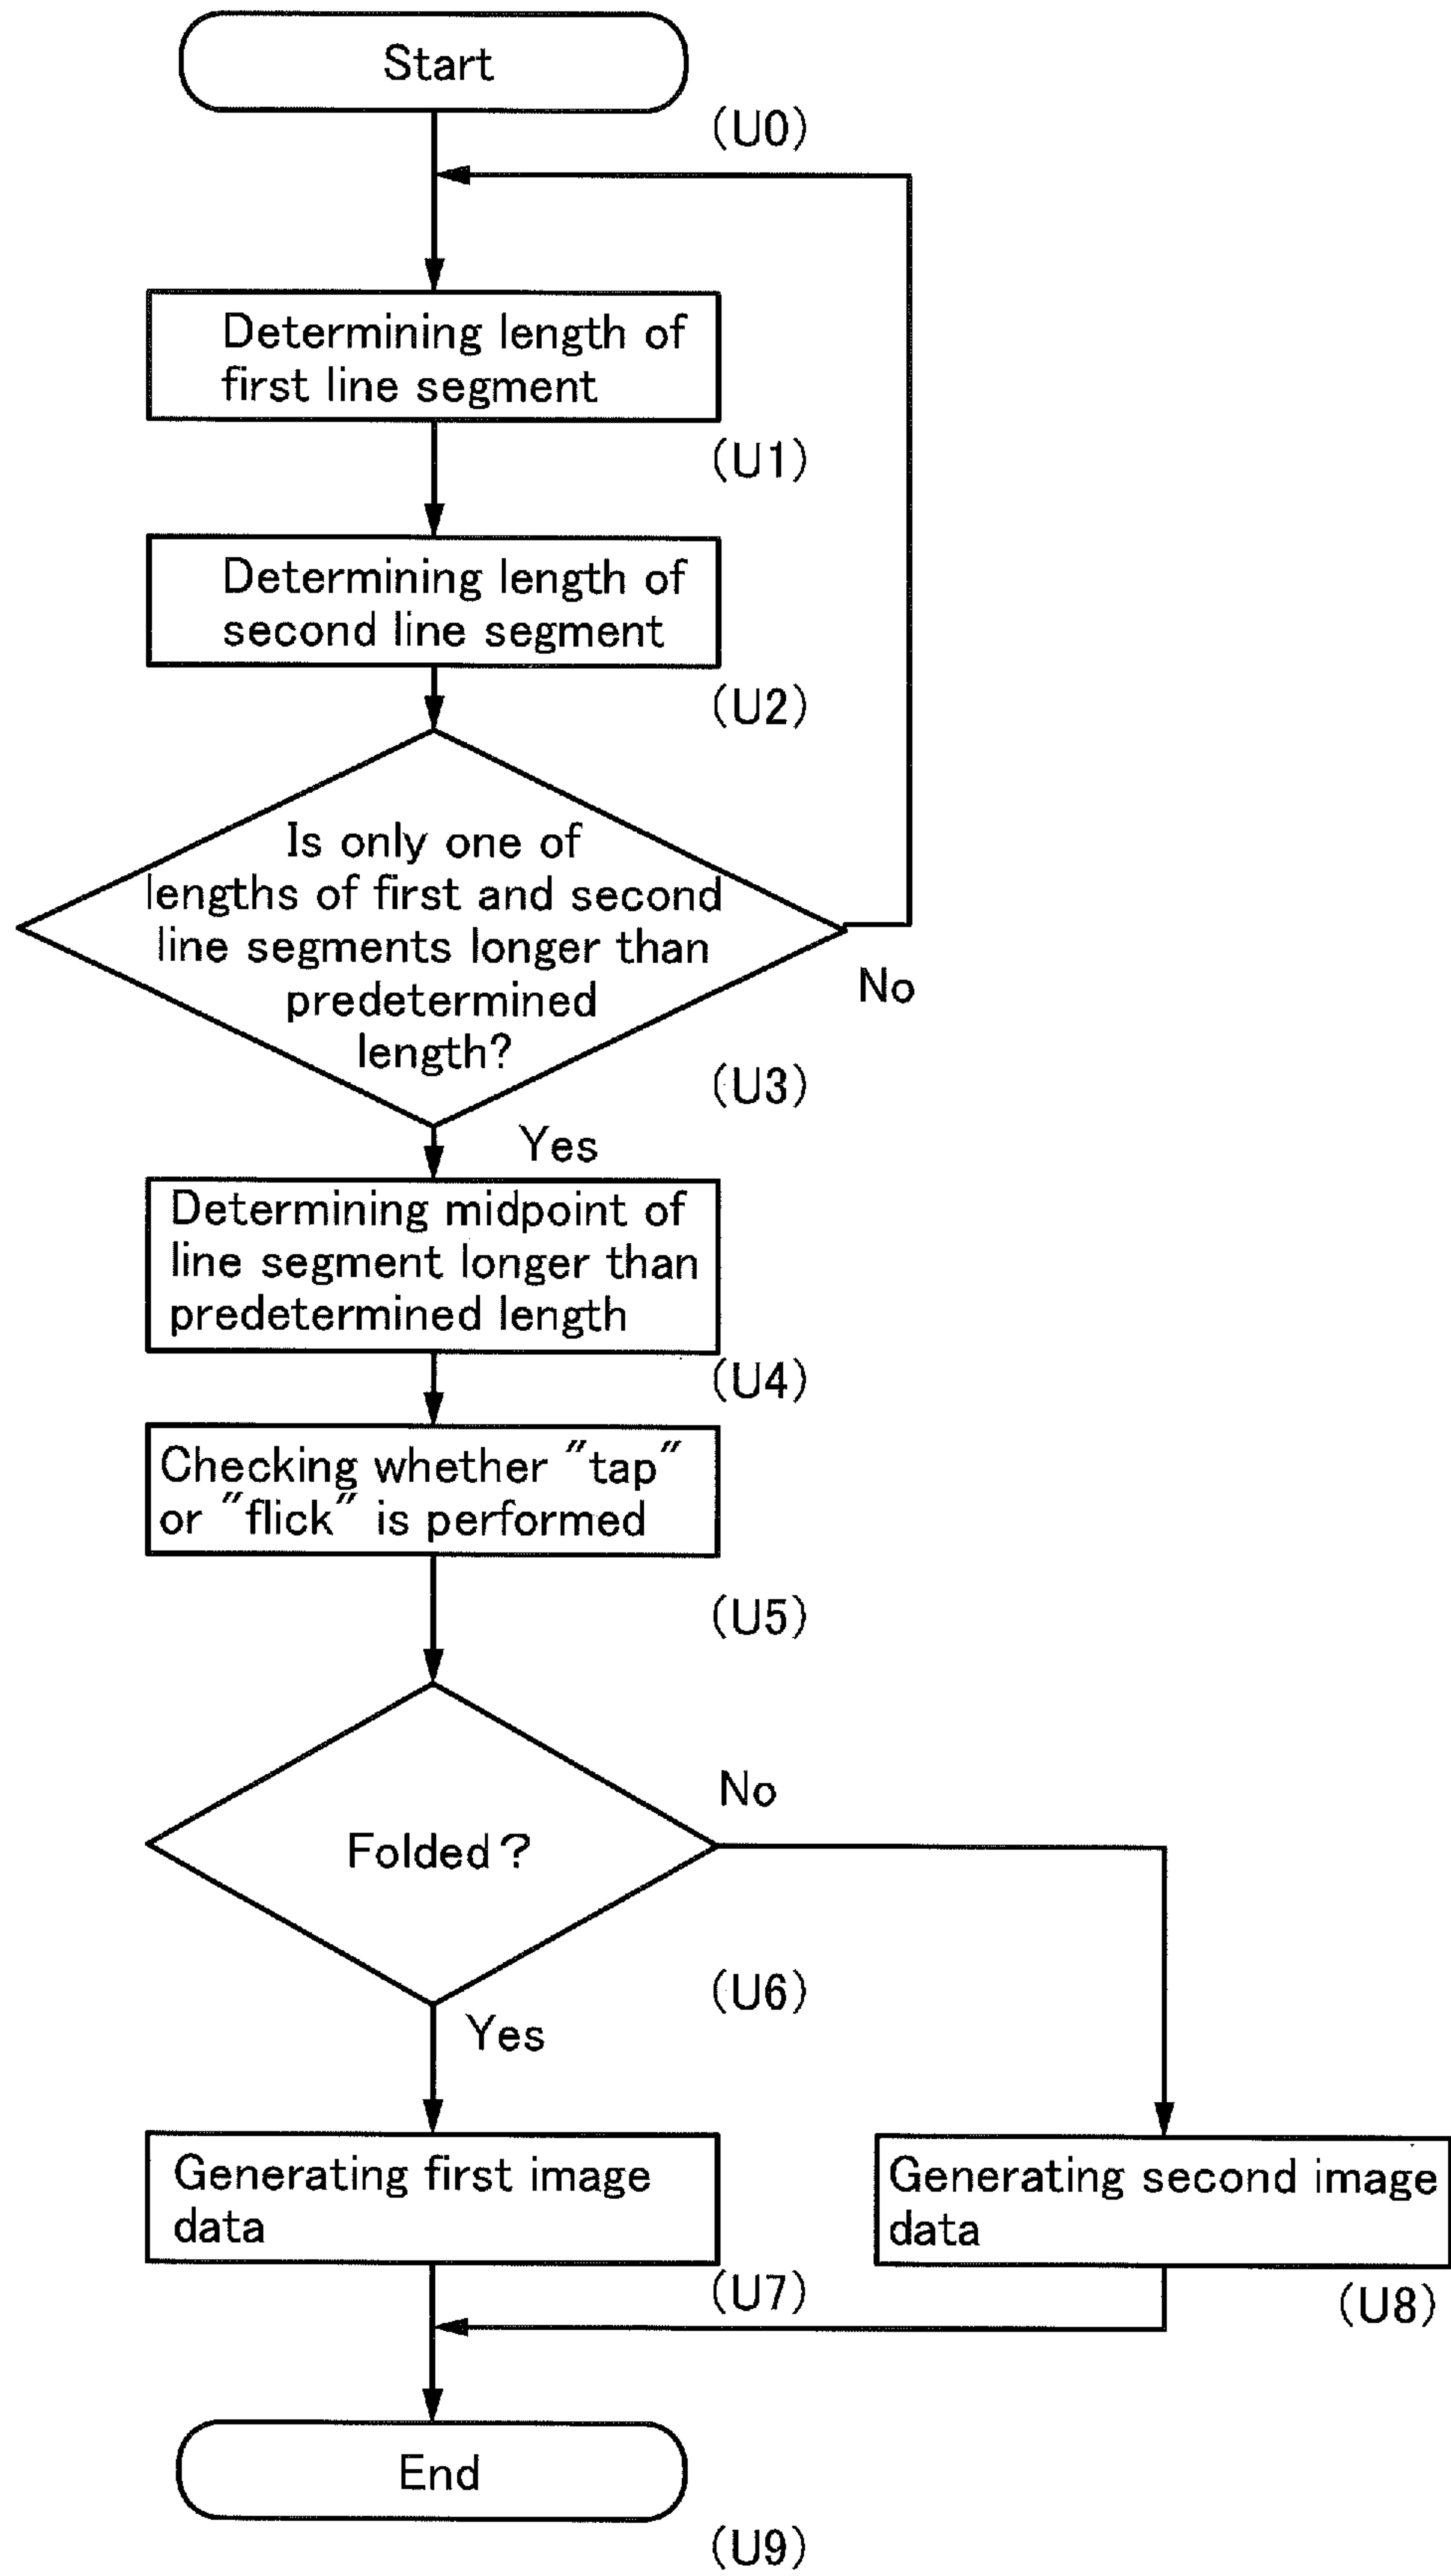 Start
(U0)
Determining length of
first line segment
(U1)
Determining length of
second line segment
(U2)
Is only one of
lengths of first and second
line segments longer than
predetermined
length?
No
(U3)
Yes
Determining midpoint of
line segment longer than
predetermined length
(U4)
Checking whether "tap"
or "flick" is performed
(U5)
Folded?
No
(U6)
Yes
Generating first image
data
(U7)
Generating second image
data
(U8)
End
(U9)